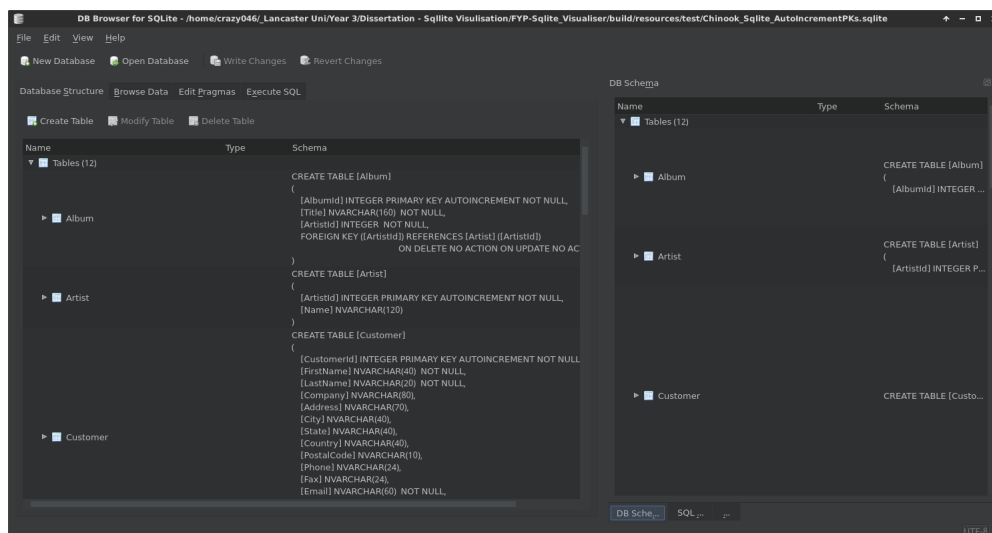 DB Browser for SQLite - /home/crazy046/_Lancaster Uni/Year 3/Dissertation - Sqllite Visulisation/FYP-Sqlite_Visualiser/build/resources/test/Chinook_Sqlite_AutoIncrementPKs.sqlite
File Edit View Help
New Database Open Database Write Changes Revert Changes
Database Structure Browse Data Edit Pragmas Execute SQL
Create Table Modify Table Delete Table
Name Type Schema
Tables (12)
Album
CREATE TABLE [Album]
(
[AlbumId] INTEGER PRIMARY KEY AUTOINCREMENT NOT NULL,
[Title] NVARCHAR(160) NOT NULL,
[ArtistId] INTEGER NOT NULL,
FOREIGN KEY ([ArtistId]) REFERENCES [Artist] ([ArtistId])
ON DELETE NO ACTION ON UPDATE NO AC
)
Artist
CREATE TABLE [Artist]
(
[ArtistId] INTEGER PRIMARY KEY AUTOINCREMENT NOT NULL,
[Name] NVARCHAR(120)
)
Customer
CREATE TABLE [Customer]
(
[CustomerId] INTEGER PRIMARY KEY AUTOINCREMENT NOT NULL
[FirstName] NVARCHAR(40) NOT NULL,
[LastName] NVARCHAR(20) NOT NULL,
[Company] NVARCHAR(80),
[Address] NVARCHAR(70),
[City] NVARCHAR(40),
[State] NVARCHAR(40),
[Country] NVARCHAR(40),
[PostalCode] NVARCHAR(10),
[Phone] NVARCHAR(24),
[Fax] NVARCHAR(24),
[Email] NVARCHAR(60) NOT NULL,
DB Schema
Name Type Schema
Tables (12)
Album
CREATE TABLE [Album]
(
[AlbumId] INTEGER ...
Artist
CREATE TABLE [Artist]
(
[ArtistId] INTEGER P...
Customer CREATE TABLE [Custo...
DB Sche... SQL ... ...
UTF-8